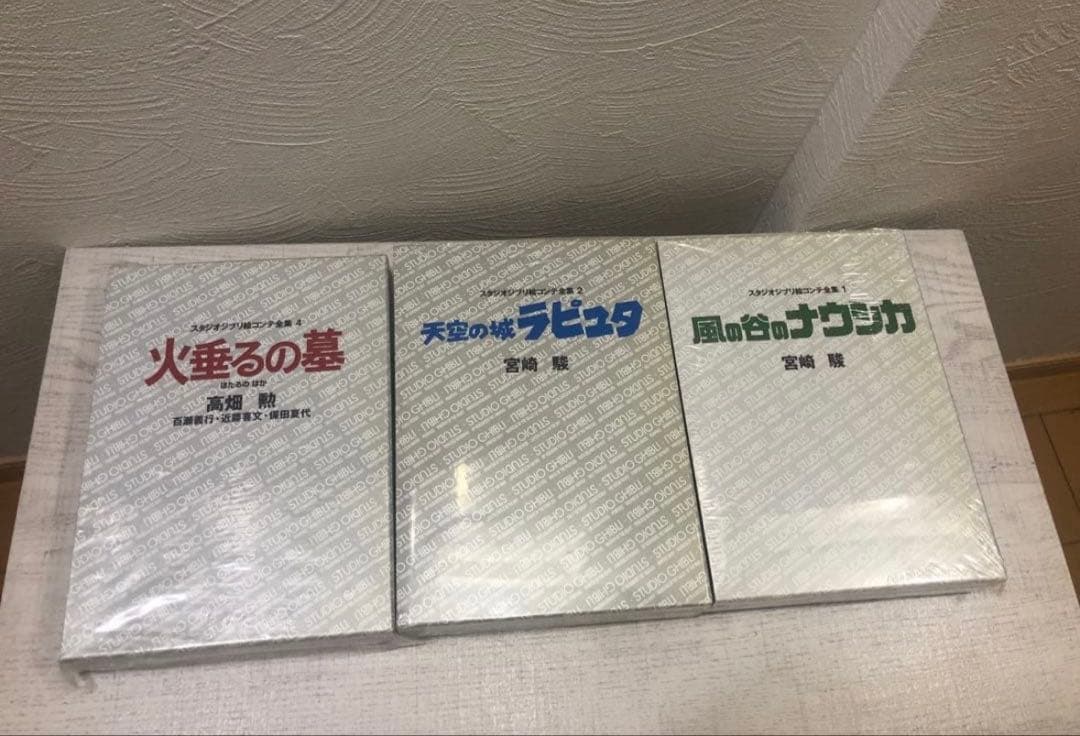 スタジオジブリ絵コンテ全集 4
火垂るの墓
ほたるの はか
高畑 勲
百瀬義行・近藤喜文・保田夏代
スタジオジブリ絵コンテ全集 2
天空の城ラピュタ
宮崎 駿
スタジオジブリ絵コンテ全集 1
風の谷のナウシカ
宮崎 駿
STUDIO GHIBLI